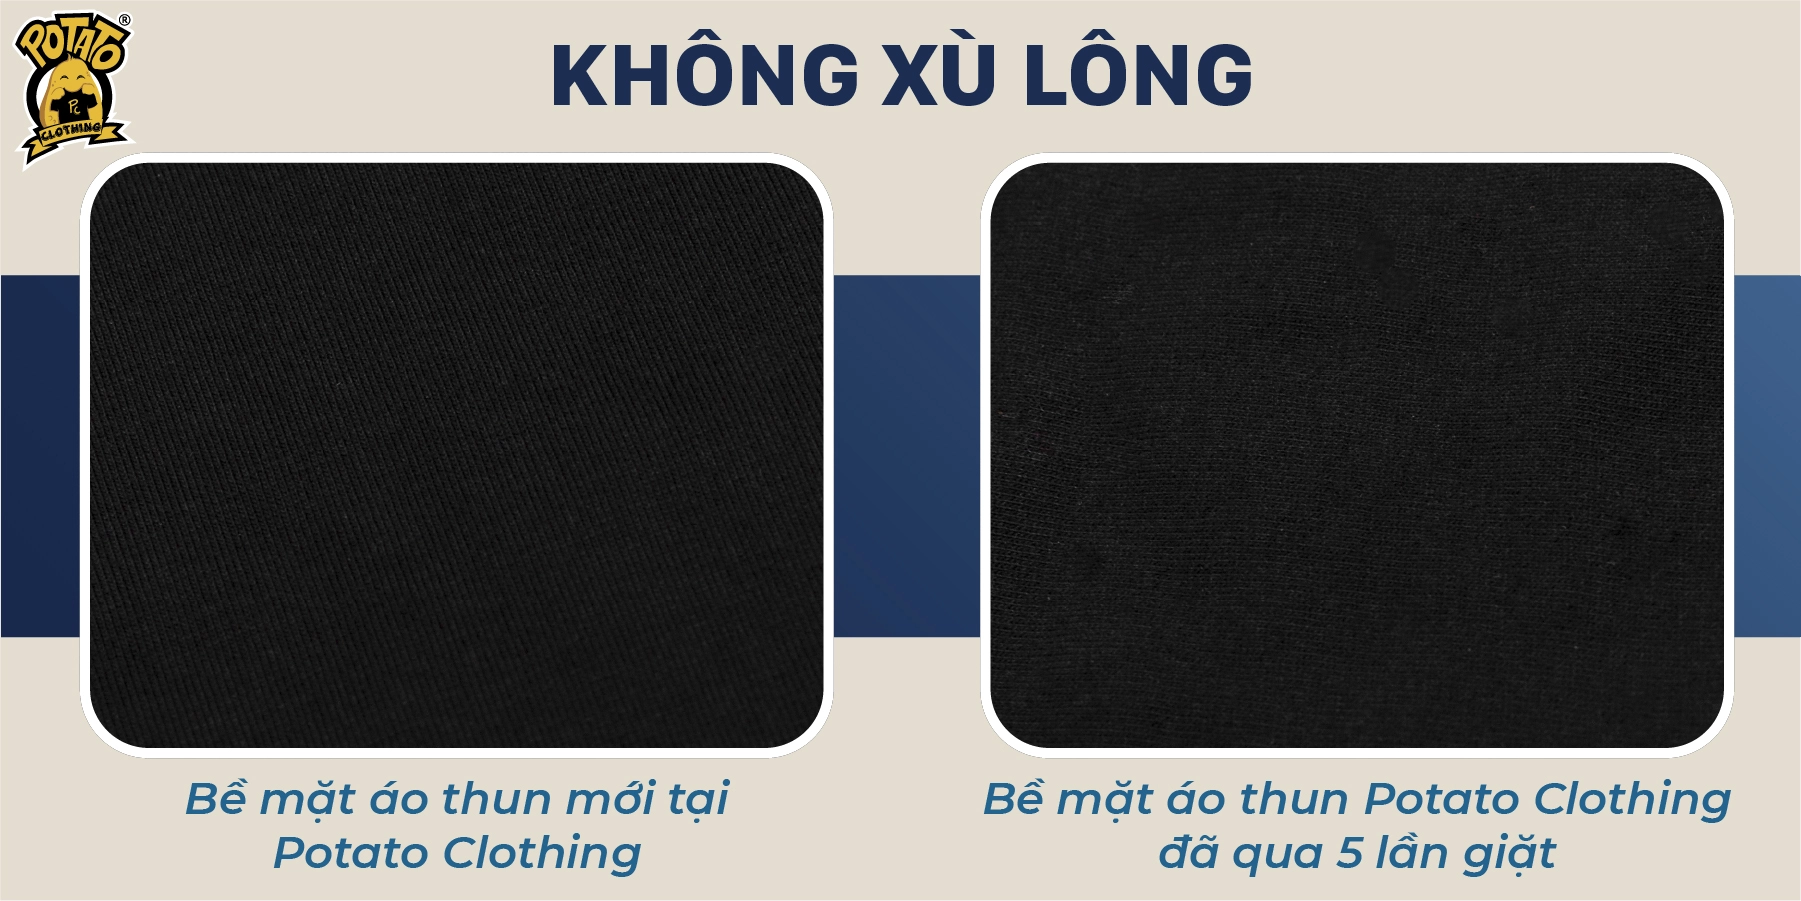 POTATO
®
PC
CLOTHING
KHÔNG XÙ LÔNG
Bề mặt áo thun mới tại
Potato Clothing
Bề mặt áo thun Potato Clothing
đã qua 5 lần giặt